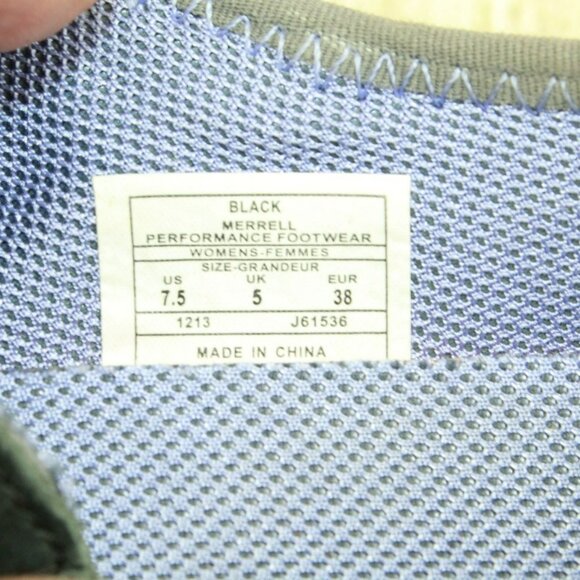 BLACK
MERRELL
PERFORMANCE FOOTWEAR
WOMENS-FEMMES
SIZE-GRANDEUR
US UK EUR
7.5 5 38
1213 J61536
MADE IN CHINA